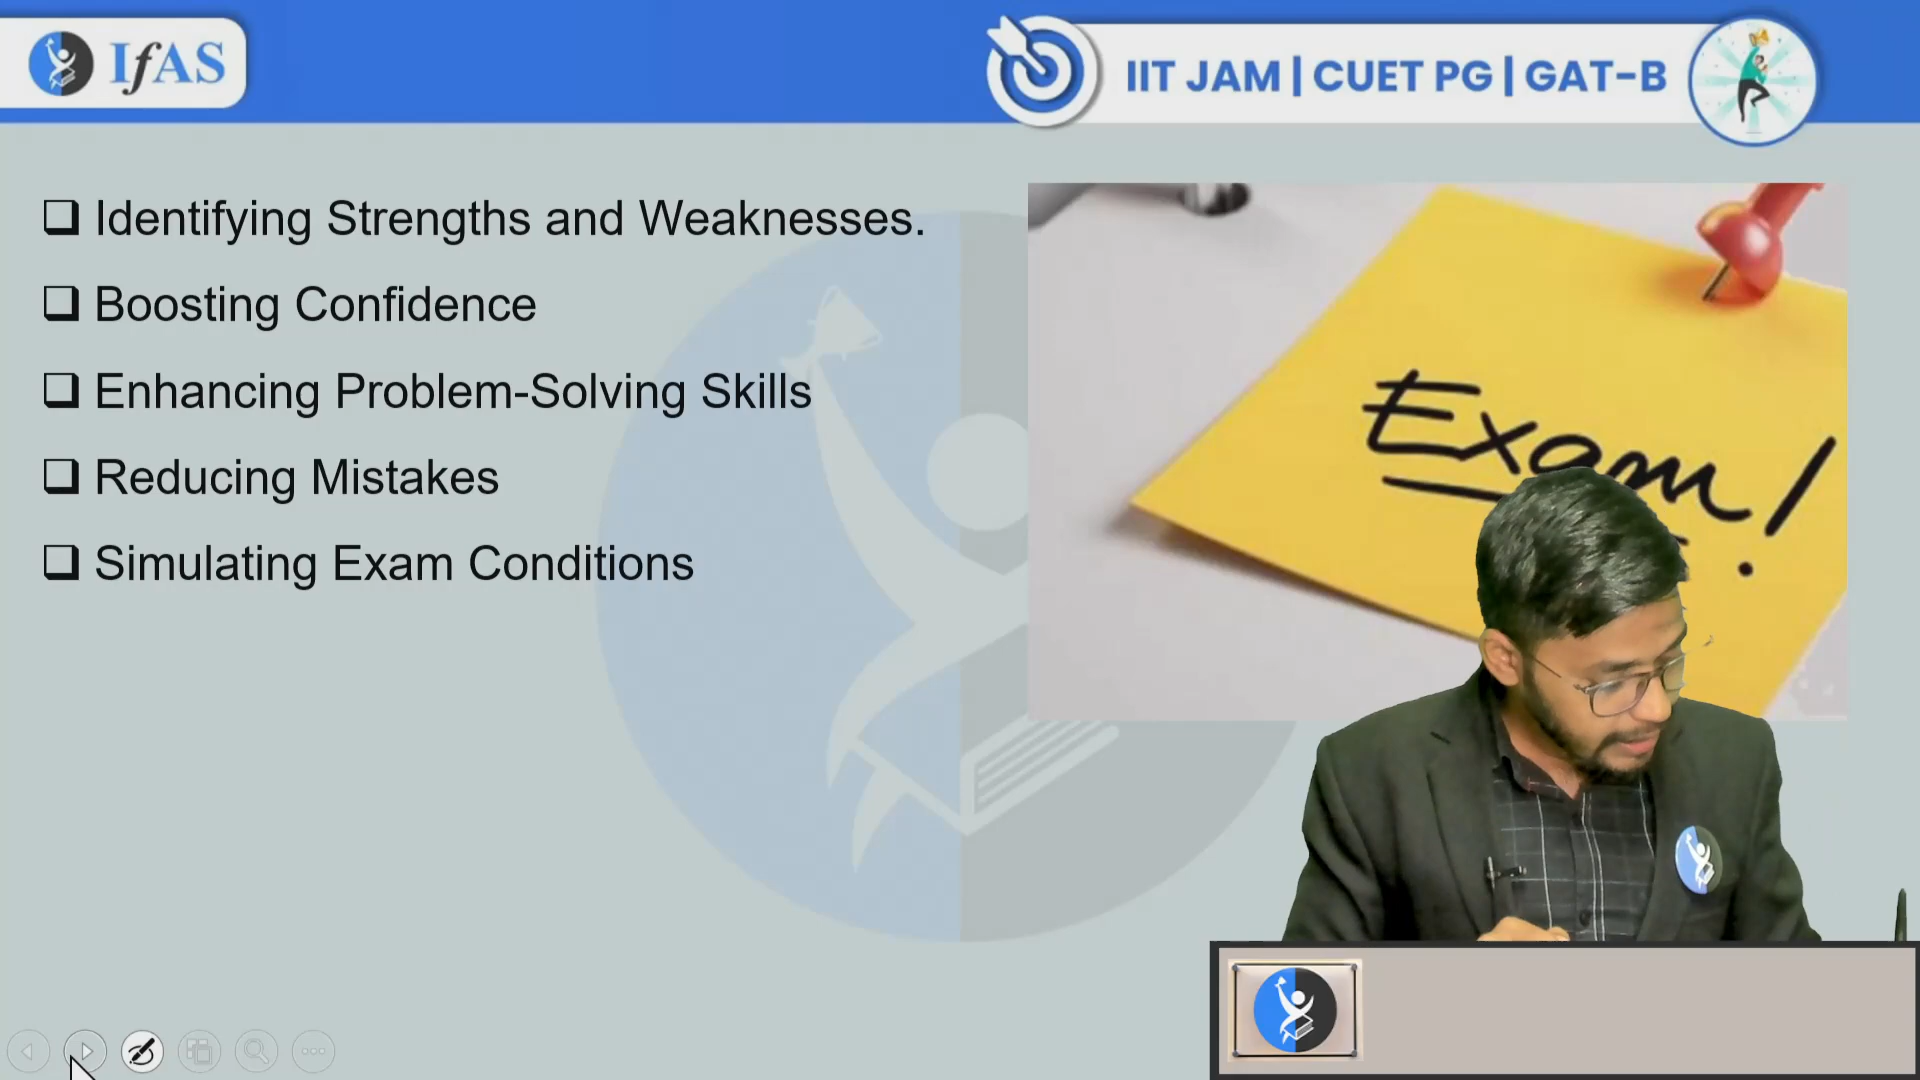 IfAS
IIT JAM | CUET PG | GAT-B
Identifying Strengths and Weaknesses.
Boosting Confidence
Enhancing Problem-Solving Skills
Reducing Mistakes
Simulating Exam Conditions
Exam!